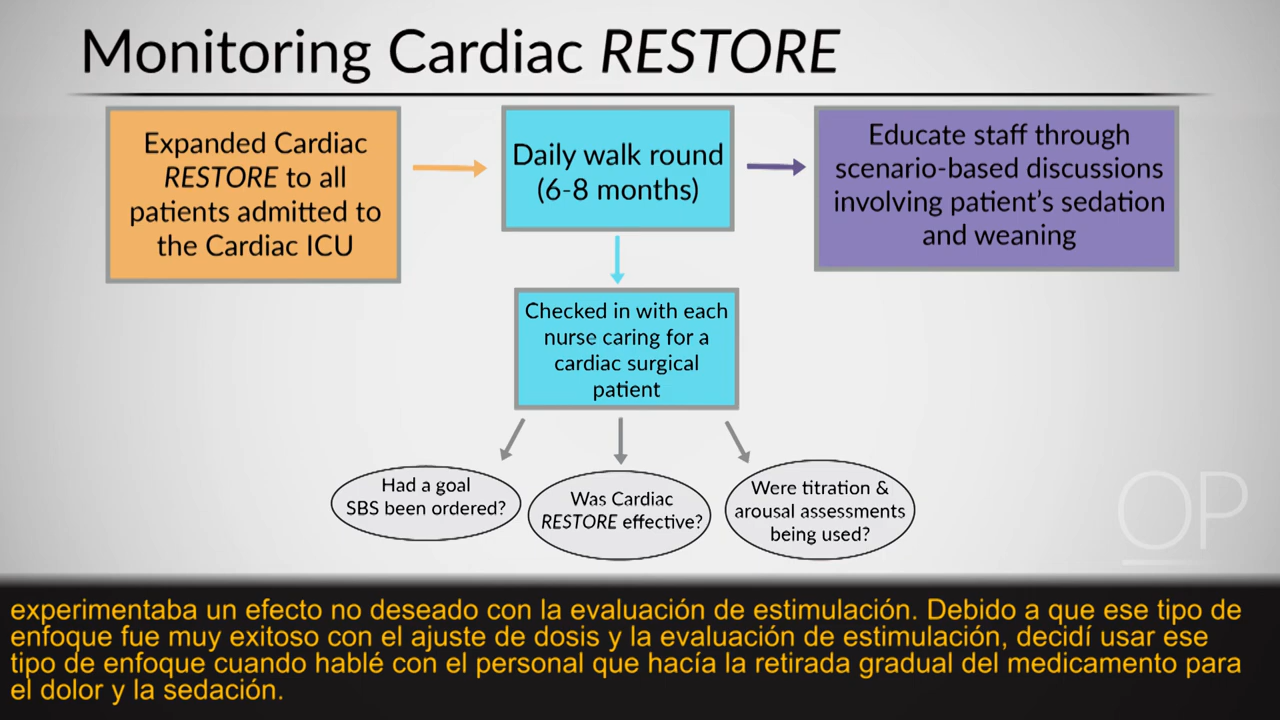 Monitoring Cardiac RESTORE
Expanded Cardiac
RESTORE to all
patients admitted to
the Cardiac ICU
Daily walk round
(6-8 months)
Educate staff through
scenario-based discussions
involving patient's sedation
and weaning
Checked in with each
nurse caring for a
cardiac surgical
patient
Had a goal
SBS been ordered?
Was Cardiac
RESTORE effective?
Were titration &
arousal assessments
being used?
OP
experimentaba un efecto no deseado con la evaluación de estimulación. Debido a que ese tipo de
enfoque fue muy exitoso con el ajuste de dosis y la evaluación de estimulación, decidí usar ese
tipo de enfoque cuando hablé con el personal que hacía la retirada gradual del medicamento para
el dolor y la sedación.